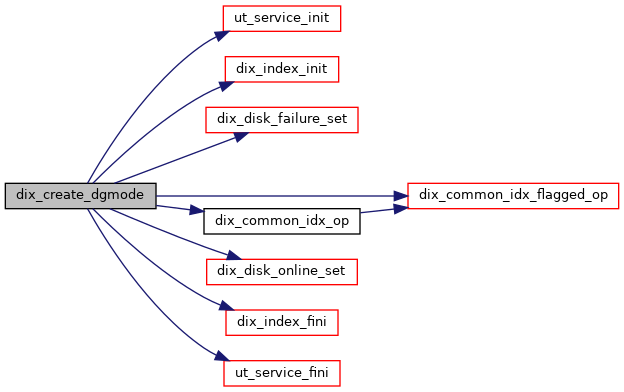 ut_service_init
dix_index_init
dix_disk_failure_set
dix_create_dgmode
dix_common_idx_flagged_op
dix_common_idx_op
dix_disk_online_set
dix_index_fini
ut_service_fini